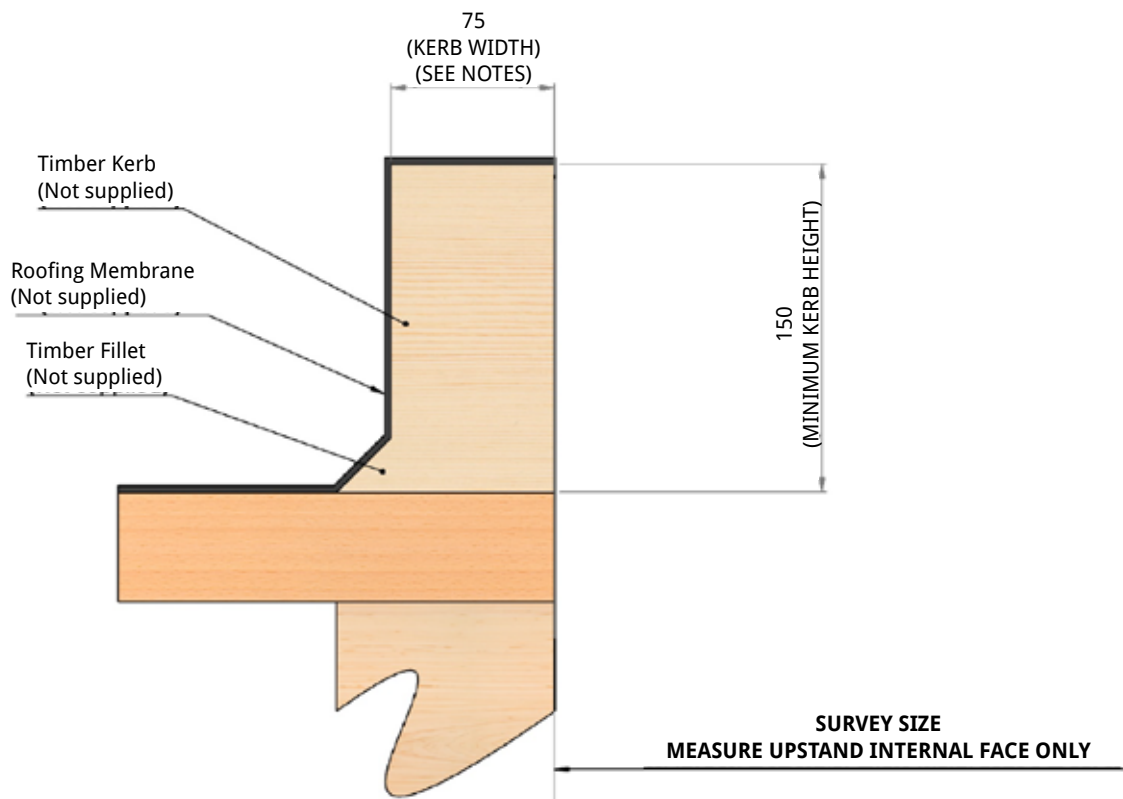 75
(KERB WIDTH)
(SEE NOTES)
Timber Kerb
(Not supplied)
Roofing Membrane
(Not supplied)
Timber Fillet
(Not supplied)
150
(MINIMUM KERB HEIGHT)
SURVEY SIZE
MEASURE UPSTAND INTERNAL FACE ONLY